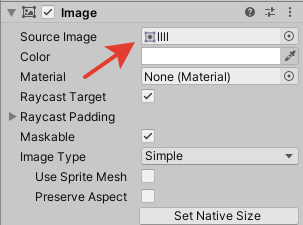 Image
Source Image llll
Color
Material None (Material)
Raycast Target
Raycast Padding
Maskable
Image Type Simple
Use Sprite Mesh
Preserve Aspect
Set Native Size